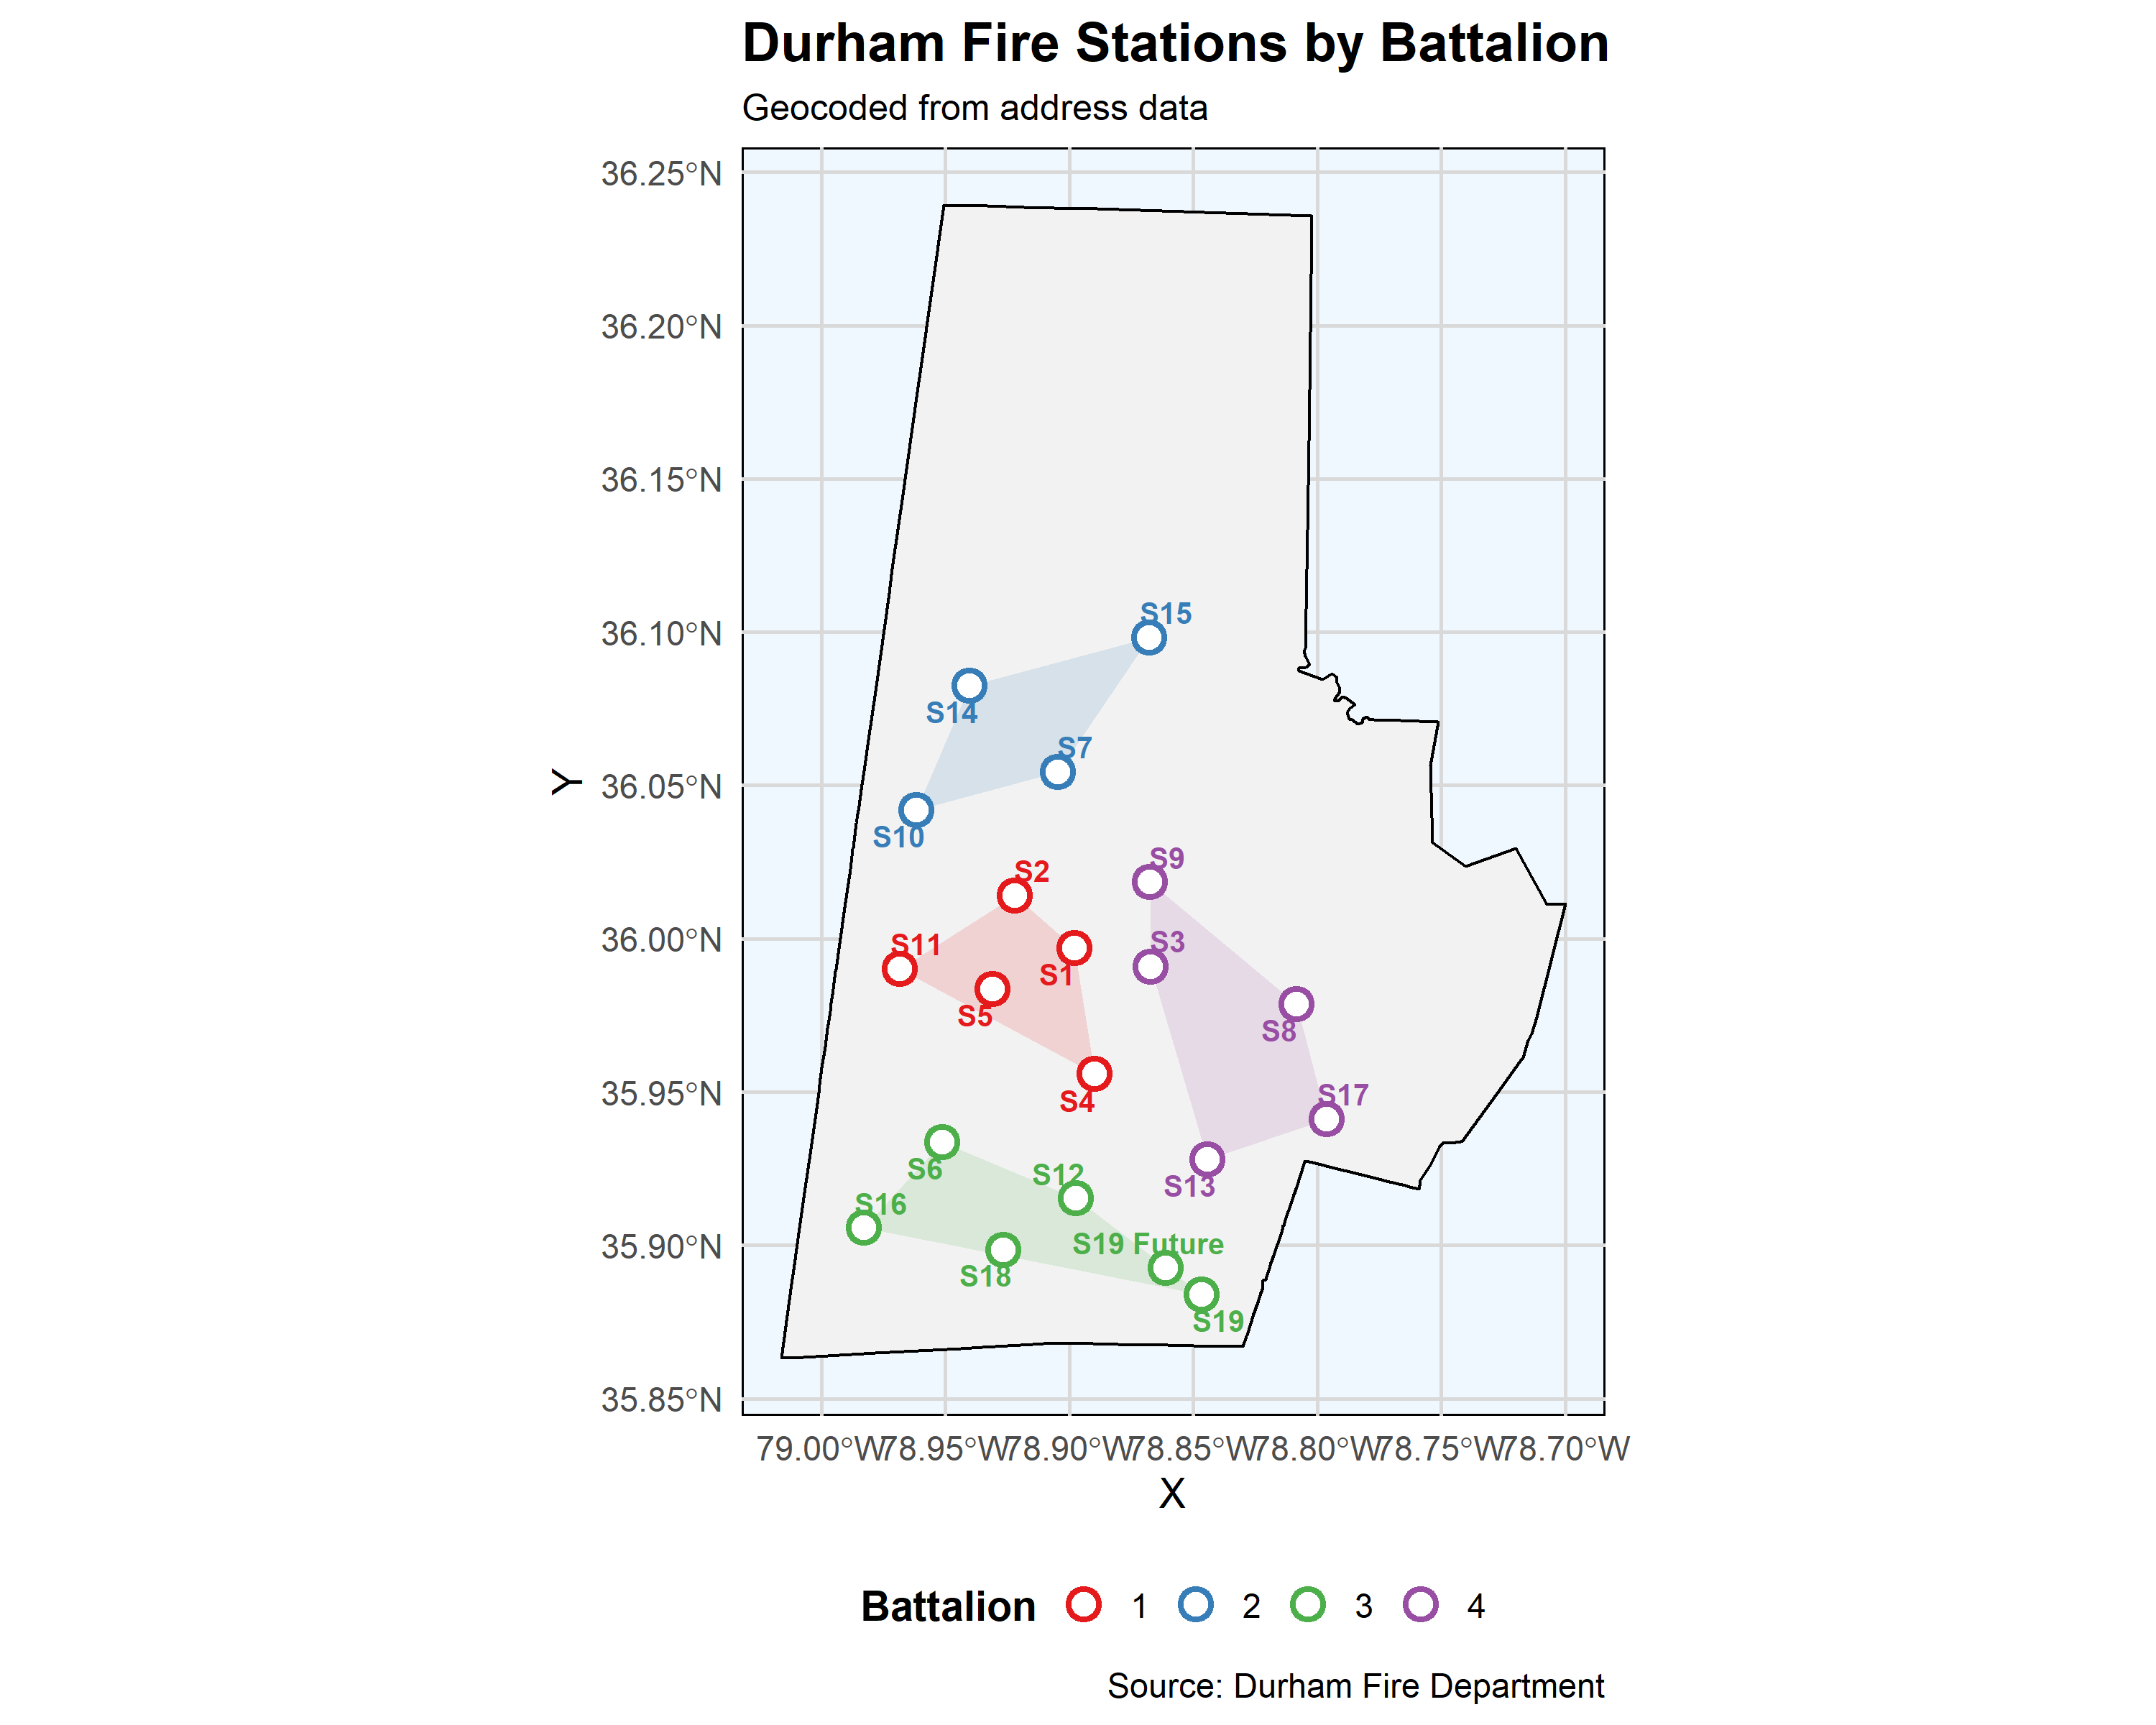 Durham Fire Stations by Battalion
Geocoded from address data
36.25°N
36.20°N
36.15°N
36.10°N
36.05°N
36.00°N
35.95°N
35.90°N
35.85°N
Y
S15
S14
S7
S10
S2
S9
S11
S3
S1
S5
S8
S4
S17
S6
S12
S13
S16
S19 Future
S18
S19
79.00°W 78.95°W 78.90°W 78.85°W 78.80°W 78.75°W 78.70°W
X
Battalion 1 2 3 4
Source: Durham Fire Department